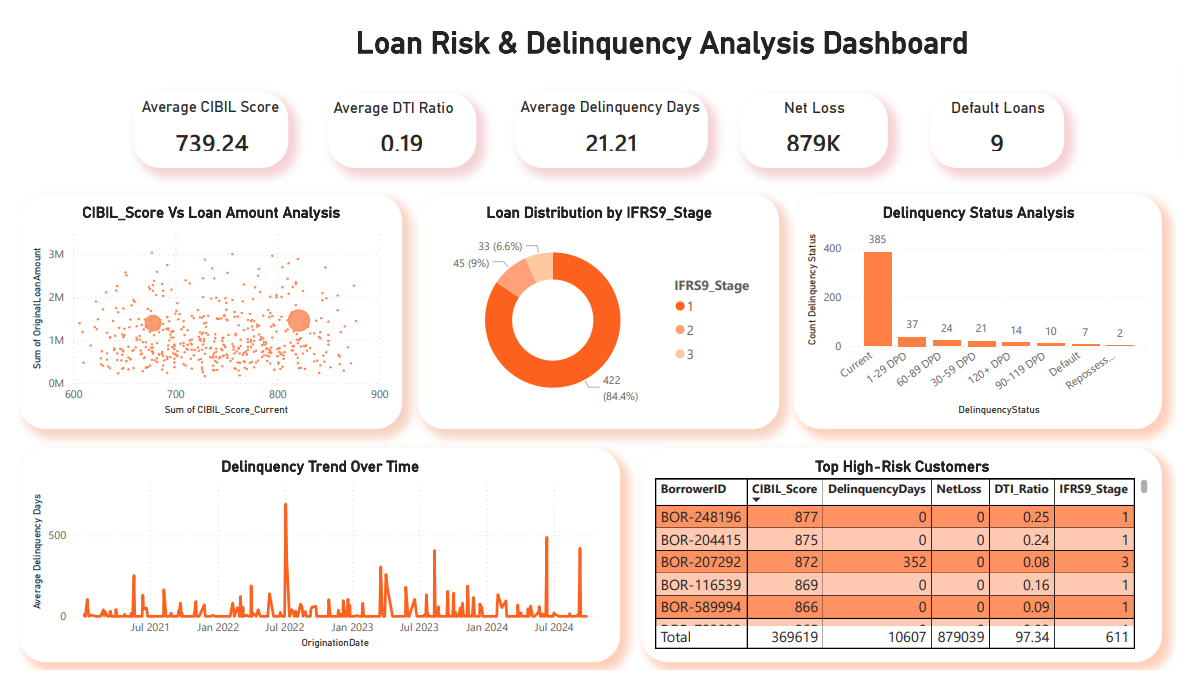 Loan Risk & Delinquency Analysis Dashboard
Average CIBIL Score
739.24
Average DTI Ratio
0.19
Average Delinquency Days
21.21
Net Loss
879K
Default Loans
9
CIBIL_Score Vs Loan Amount Analysis
Sum of OriginalLoanAmount
3M
2M
1M
0M
600 700 800 900
Sum of CIBIL_Score_Current
Loan Distribution by IFRS9_Stage
33 (6.6%)
45 (9%)
422
(84.4%)
IFRS9_Stage
1
2
3
Delinquency Status Analysis
Count Delinquency Status
400
200
0
385 37 24 21 14 10 7 2
Current 1-29 DPD 60-89 DPD 30-59 DPD 120+ DPD 90-119 DPD Default Repossess...
DelinquencyStatus
Delinquency Trend Over Time
Average Delinquency Days
500
0
Jul 2021 Jan 2022 Jul 2022 Jan 2023 Jul 2023 Jan 2024 Jul 2024
OriginationDate
Top High-Risk Customers
BorrowerID CIBIL_Score DelinquencyDays NetLoss DTI_Ratio IFRS9_Stage
BOR-248196 877 0 0 0.25 1
BOR-204415 875 0 0 0.24 1
BOR-207292 872 352 0 0.08 3
BOR-116539 869 0 0 0.16 1
BOR-589994 866 0 0 0.09 1
Total 369619 10607 879039 97.34 611